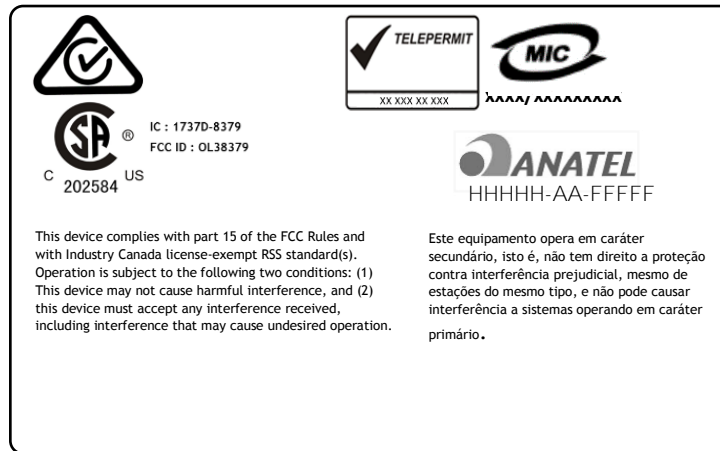 TELEPERMIT
XX XXX XX XXX
MIC
XXXX/ XXXXXXXXX
SA ®
C 202584 US
IC : 1737D-8379
FCC ID : OL38379
ANATEL
HHHHH-AA-FFFFF
This device complies with part 15 of the FCC Rules and
with Industry Canada license-exempt RSS standard(s).
Operation is subject to the following two conditions: (1)
This device may not cause harmful interference, and (2)
this device must accept any interference received,
including interference that may cause undesired operation.
Este equipamento opera em caráter
secundário, isto é, não tem direito a proteção
contra interferência prejudicial, mesmo de
estações do mesmo tipo, e não pode causar
interferência a sistemas operando em caráter
primário.